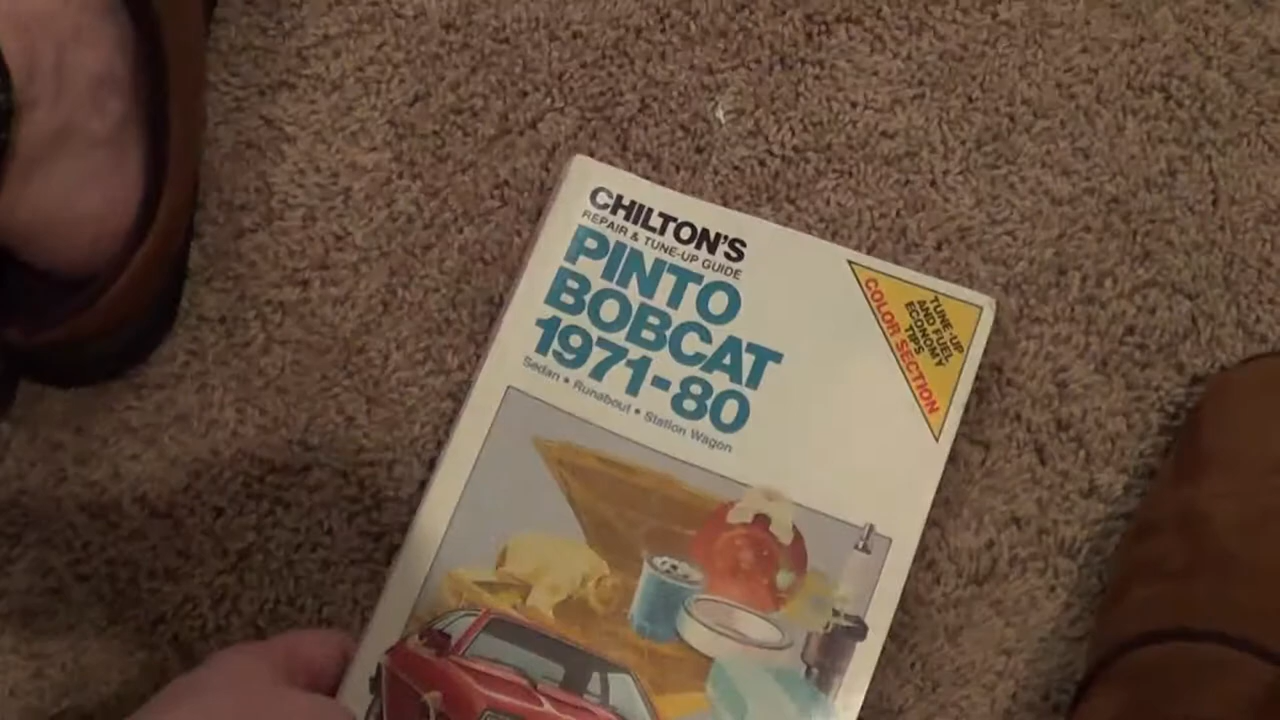 CHILTON'S
REPAIR & TUNE-UP GUIDE
PINTO
BOBCAT
1971-80
Sedan • Runabout • Station Wagon
TUNE-UP
AND FUEL
ECONOMY
TIPS
COLOR SECTION